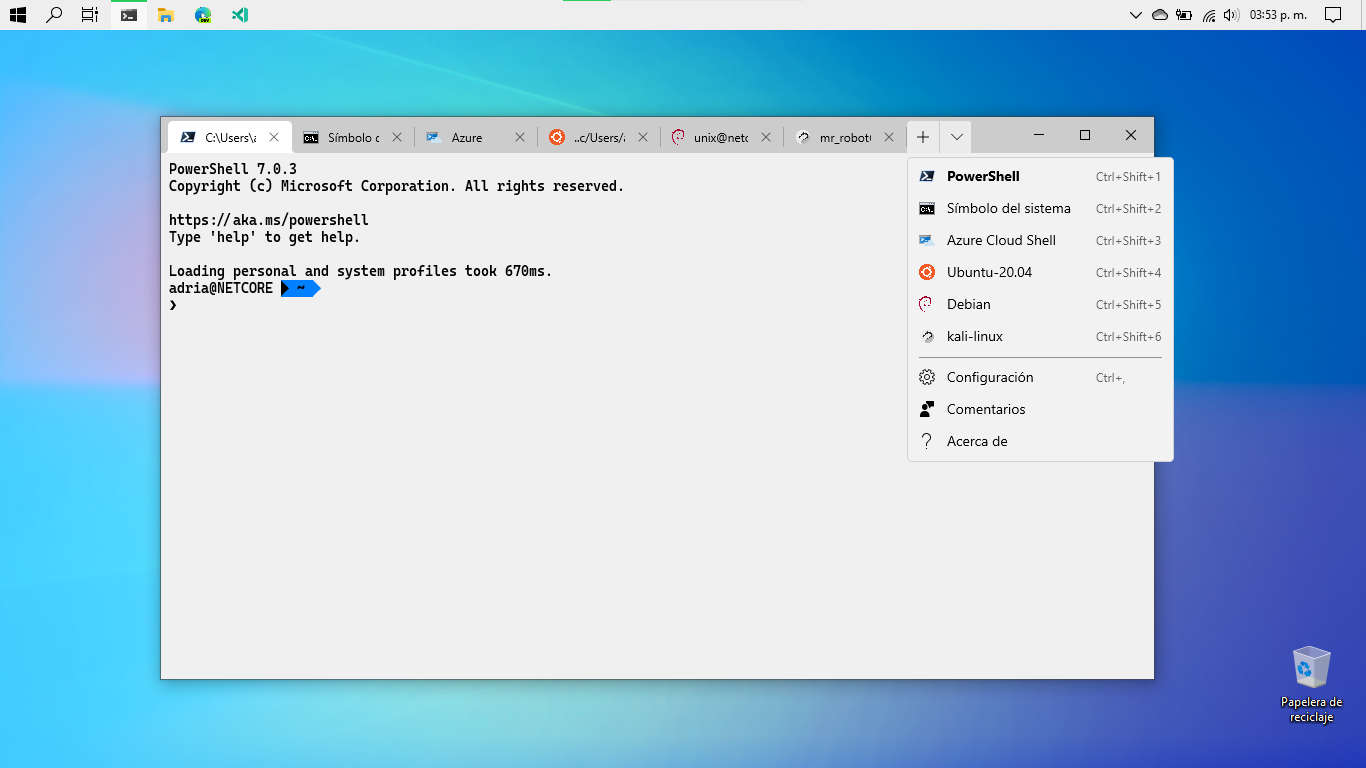 03:53 p. m.
C:\Users\a
Símbolo c
Azure
..c/Users/a
unix@netc
mr_robot
PowerShell 7.0.3
Copyright (c) Microsoft Corporation. All rights reserved.
https://aka.ms/powershell
Type 'help' to get help.
Loading personal and system profiles took 670ms.
adria@NETCORE ~
❯
PowerShell Ctrl+Shift+1
Símbolo del sistema Ctrl+Shift+2
Azure Cloud Shell Ctrl+Shift+3
Ubuntu-20.04 Ctrl+Shift+4
Debian Ctrl+Shift+5
kali-linux Ctrl+Shift+6
Configuración Ctrl+,
Comentarios
Acerca de
Papelera de
reciclaje